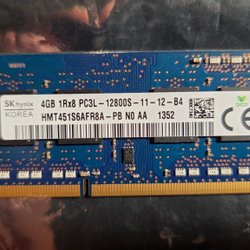 SK hynix
KOREA
4GB 1Rx8 PC3L-12800S-11-12-B4
HMT451S6AFR8A-PB N0 AA 1352